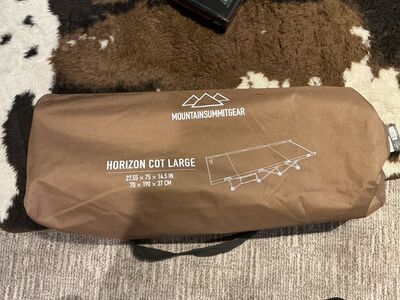 MOUNTAINSUMMITGEAR
HORIZON COT LARGE
27.55 × 75 × 14.5 IN.
70 × 190 × 37 CM